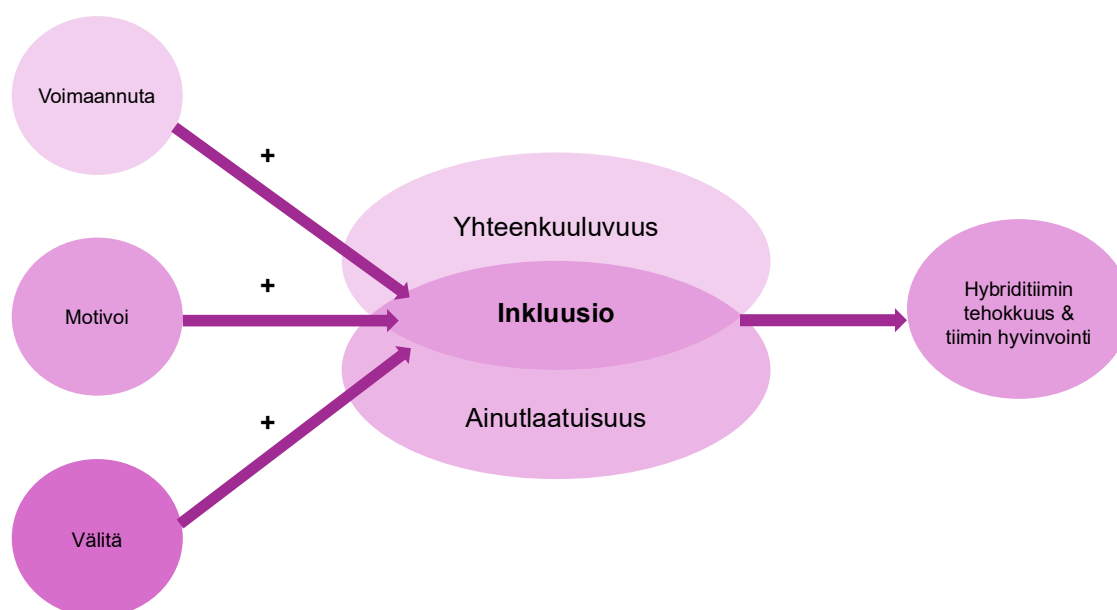 Voimaannuta
+
Yhteenkuuluvuus
+
Motivoi
Inkluusio
Hybriditiimin
tehokkuus &
tiimin hyvinvointi
+
Ainutlaatuisuus
Välitä